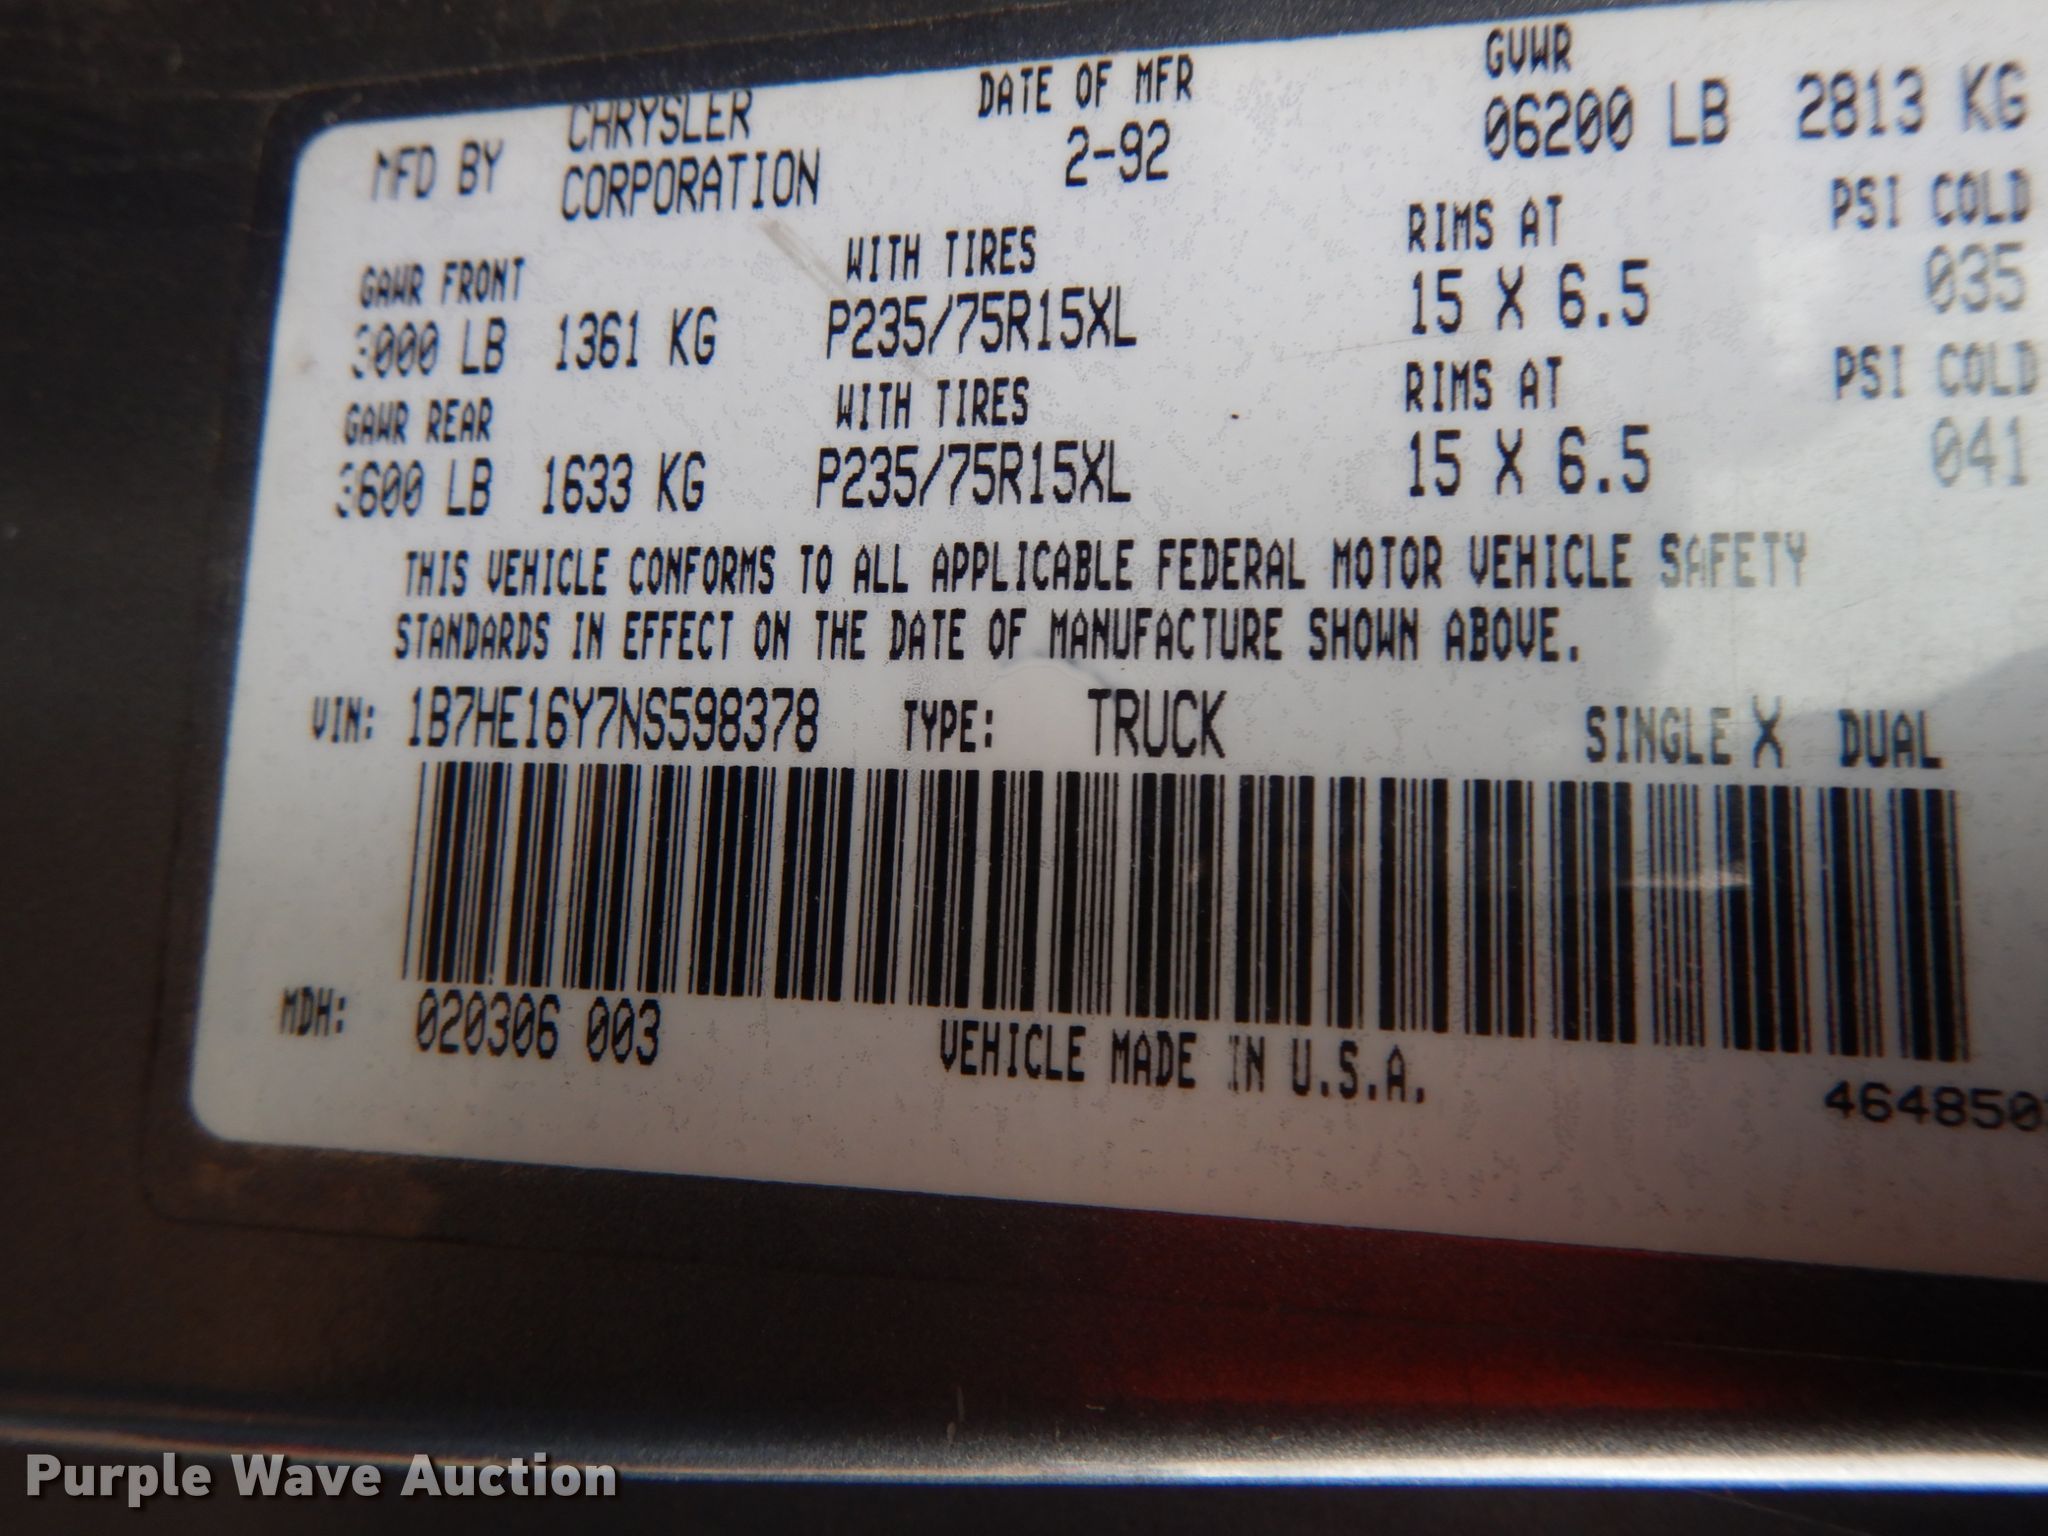 MFD BY CHRYSLER CORPORATION DATE OF MFR 2-92 GVWR 06200 LB 2813 KG
GAWR FRONT WITH TIRES RIMS AT PSI COLD
3000 LB 1361 KG P235/75R15XL 15 X 6.5 035
GAWR REAR WITH TIRES RIMS AT PSI COLD
3600 LB 1633 KG P235/75R15XL 15 X 6.5 041
THIS VEHICLE CONFORMS TO ALL APPLICABLE FEDERAL MOTOR VEHICLE SAFETY
STANDARDS IN EFFECT ON THE DATE OF MANUFACTURE SHOWN ABOVE.
VIN: 1B7HE16Y7NS598378 TYPE: TRUCK SINGLE X DUAL
MDH: 020306 003 VEHICLE MADE IN U.S.A.
Purple Wave Auction